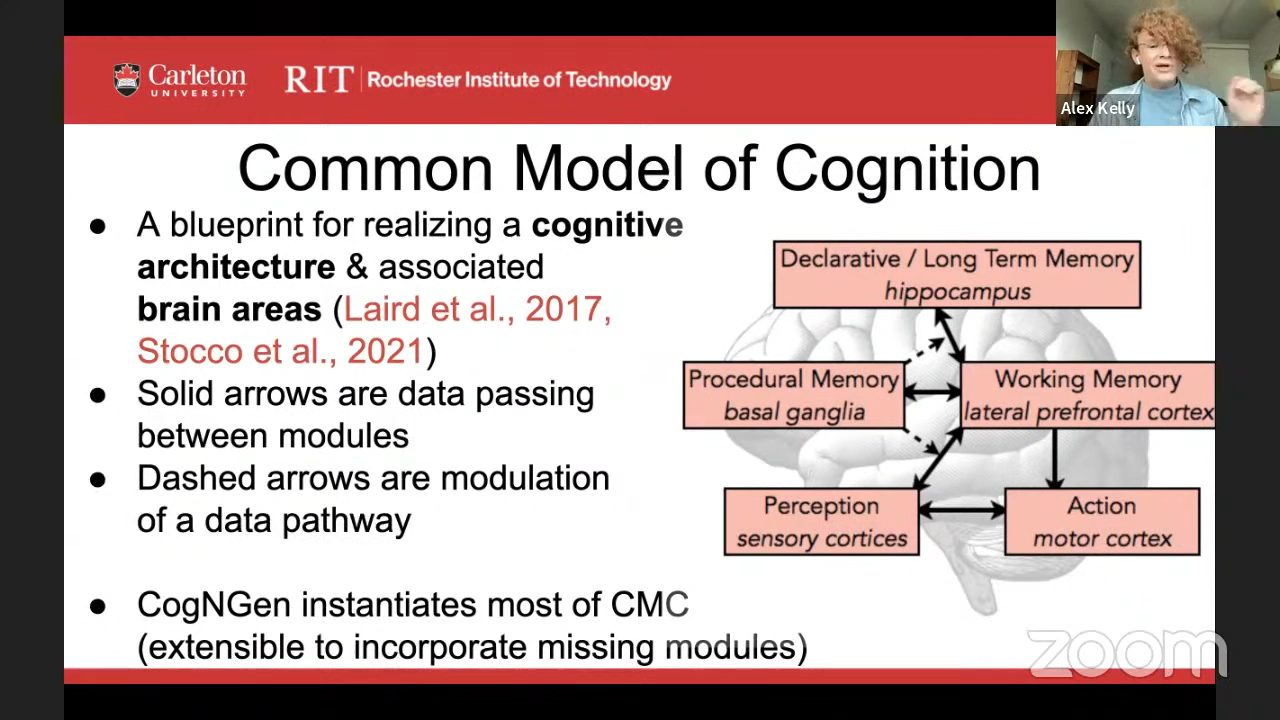 Carleton
UNIVERSITY
RIT
Rochester Institute of Technology
Alex Kelly
Common Model of Cognition
● A blueprint for realizing a cognitive
architecture & associated
brain areas (Laird et al., 2017,
Stocco et al., 2021)
● Solid arrows are data passing
between modules
● Dashed arrows are modulation
of a data pathway
● CogNGen instantiates most of CMC
(extensible to incorporate missing modules)
Declarative / Long Term Memory
hippocampus
Procedural Memory
basal ganglia
Working Memory
lateral prefrontal cortex
Perception
sensory cortices
Action
motor cortex
zoom